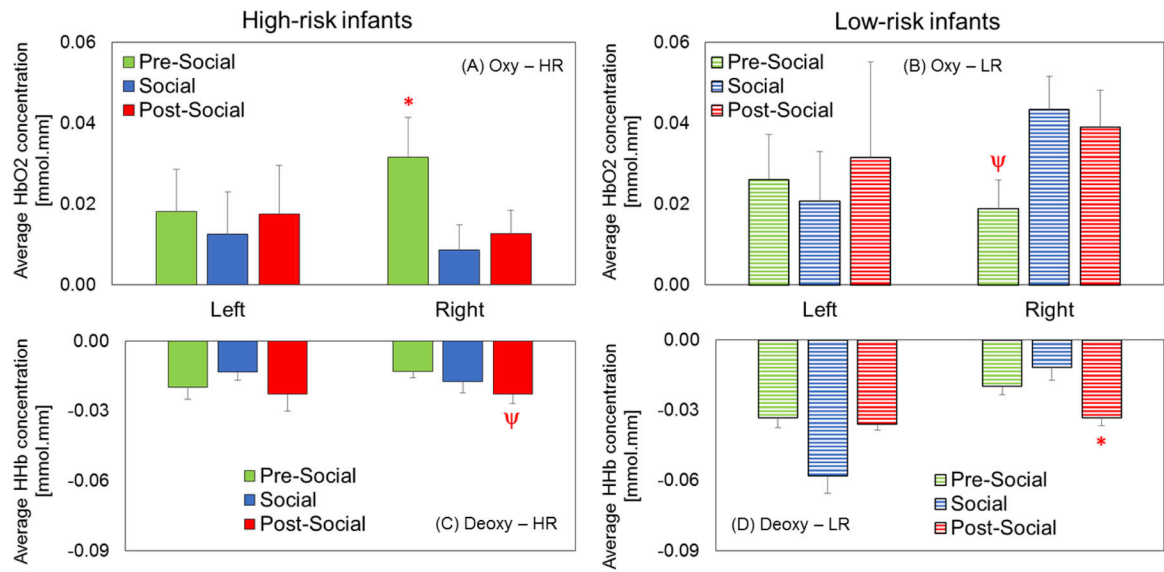 High-risk infants
Low-risk infants
Average HbO2 concentration
[mmol.mm]
0.06
0.04
0.02
0.00
Pre-Social
Social
Post-Social
(A) Oxy – HR
*
Left
Right
Average HbO2 concentration
[mmol.mm]
0.06
0.04
0.02
0.00
Pre-Social
Social
Post-Social
(B) Oxy – LR
ψ
Left
Right
Average HHb concentration
[mmol.mm]
0.00
-0.03
-0.06
-0.09
ψ
Pre-Social
Social
Post-Social
(C) Deoxy – HR
Average HHb concentration
[mmol.mm]
0.00
-0.03
-0.06
-0.09
*
Pre-Social
Social
Post-Social
(D) Deoxy – LR